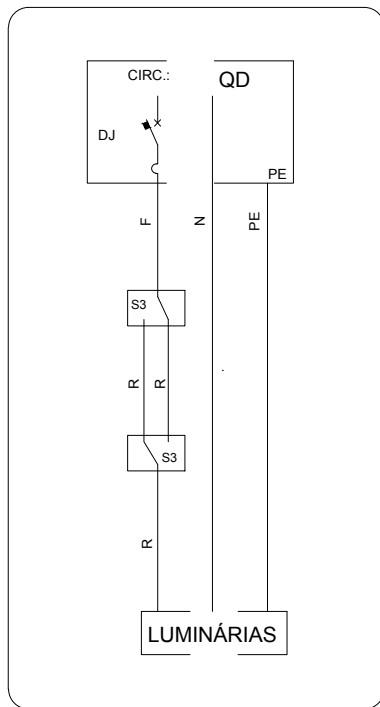 CIRC.: QD
DJ
PE
F N PE
S3
R R
S3
R
LUMINÁRIAS